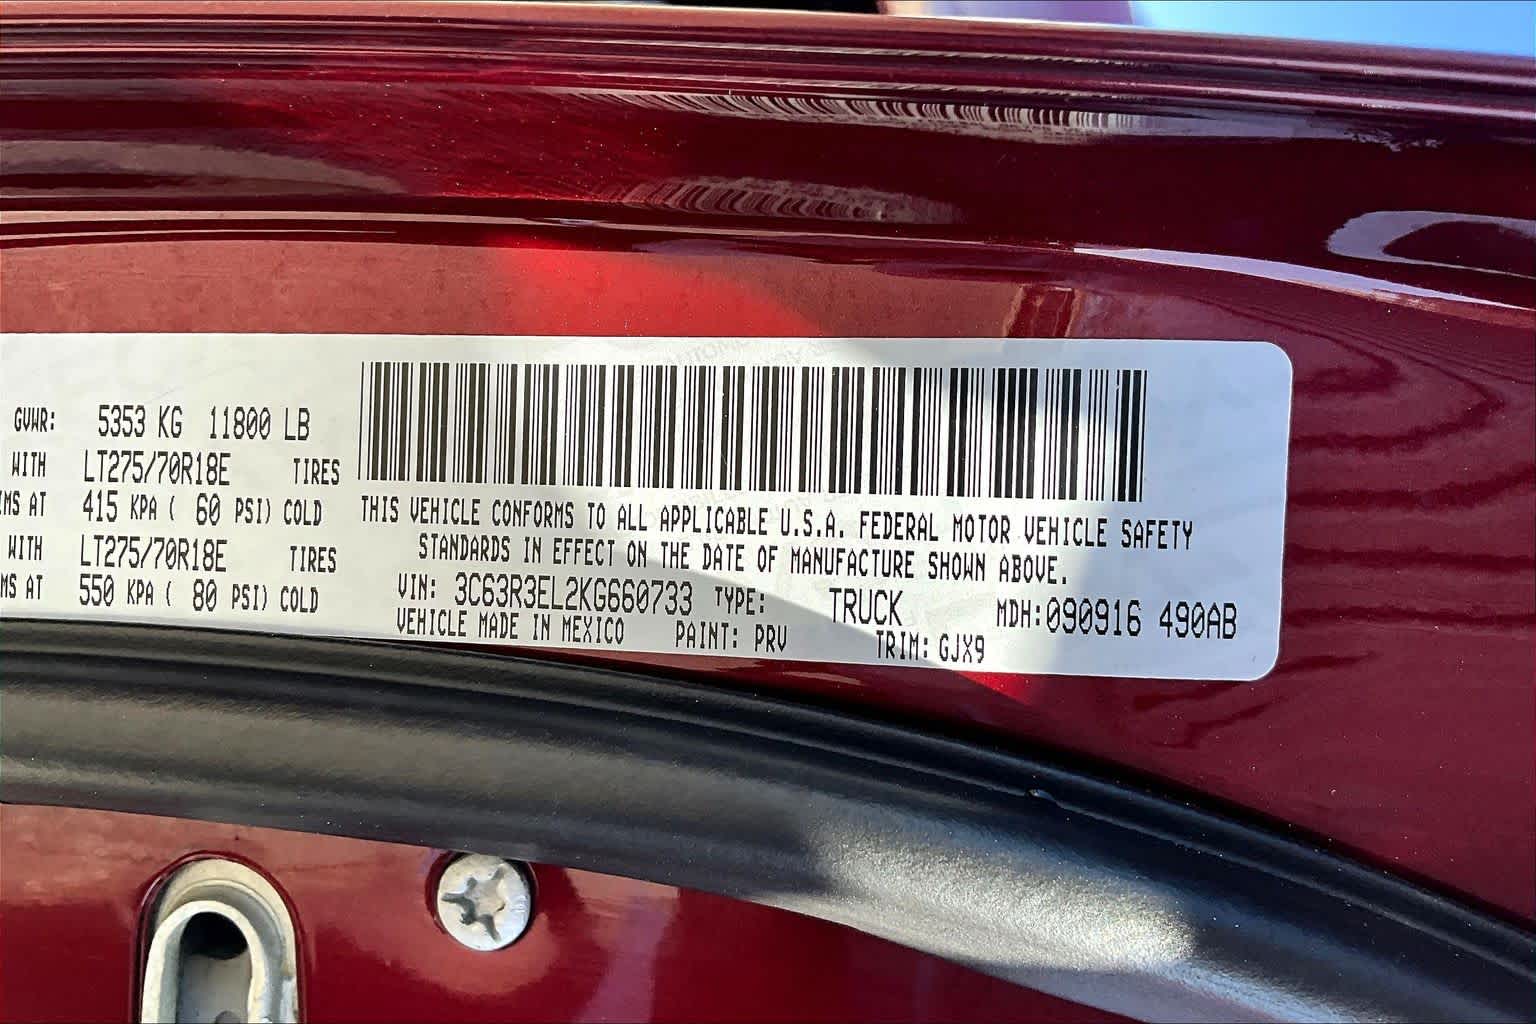 GVWR: 5353 KG 11800 LB
WITH LT275/70R18E TIRES
IMS AT 415 KPA ( 60 PSI) COLD
WITH LT275/70R18E TIRES
MS AT 550 KPA ( 80 PSI) COLD
THIS VEHICLE CONFORMS TO ALL APPLICABLE U.S.A. FEDERAL MOTOR VEHICLE SAFETY
STANDARDS IN EFFECT ON THE DATE OF MANUFACTURE SHOWN ABOVE.
VIN: 3C63R3EL2KG660733 TYPE: TRUCK MDH:090916 490AB
VEHICLE MADE IN MEXICO PAINT: PRV TRIM: GJX9